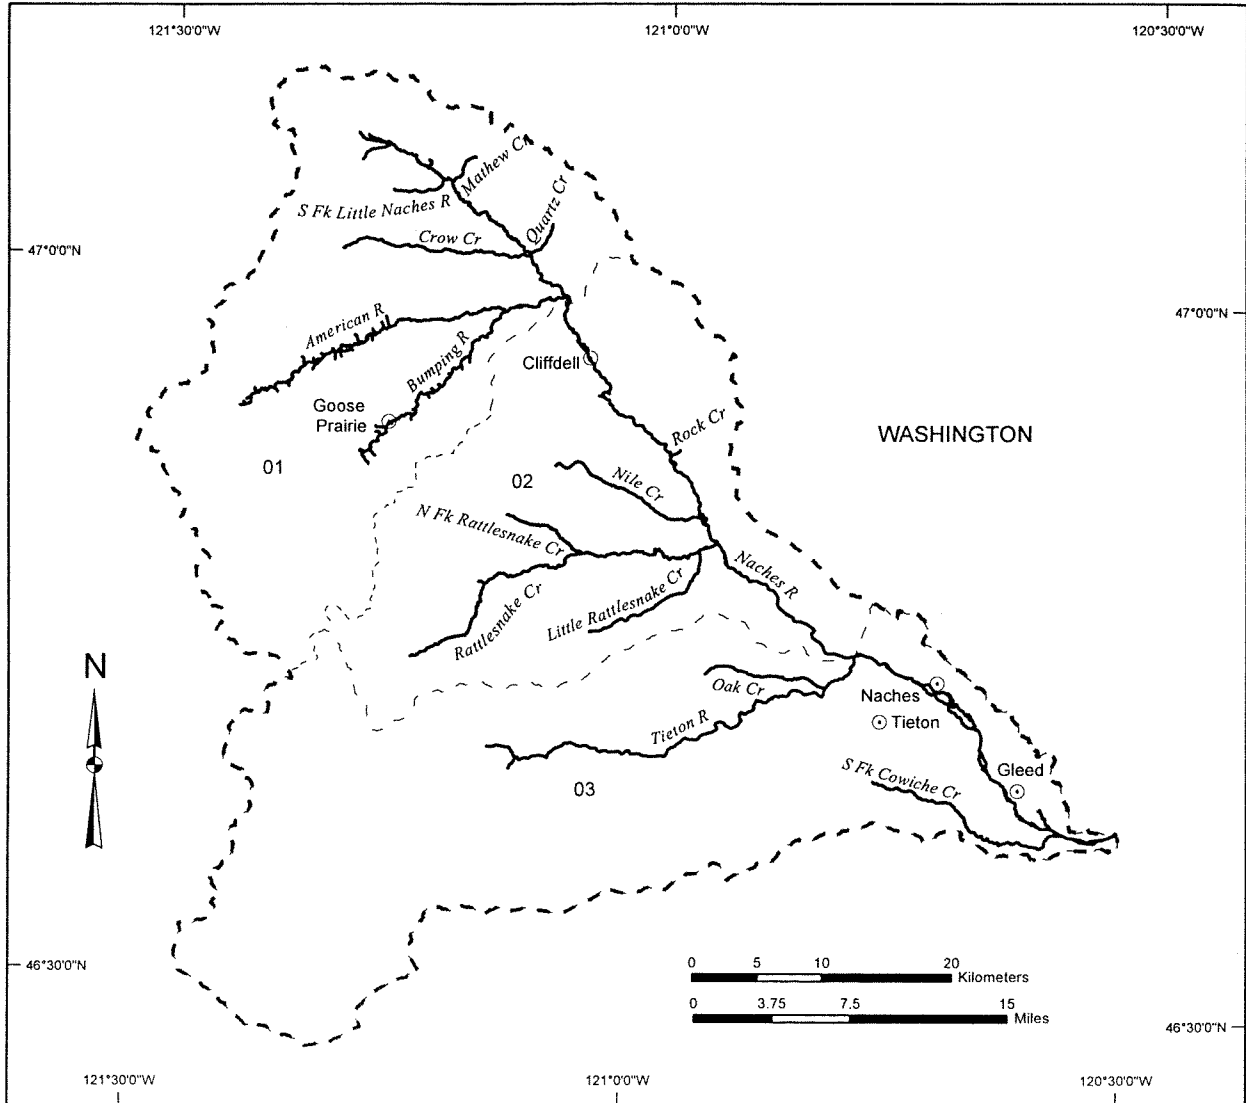 121°30'0"W
121°0'0"W
120°30'0"W
Mathew Cr
S Fk Little Naches R
Quartz Cr
Crow Cr
47°0'0"N
47°0'0"N
American R
Bumping R
Cliffdell
Goose
Prairie
Rock Cr
WASHINGTON
01
02
Nile Cr
N Fk Rattlesnake Cr
Naches R
Rattlesnake Cr
Little Rattlesnake Cr
N
Oak Cr
Naches
Tieton
Tieton R
Gleed
S Fk Cowiche Cr
03
46°30'0"N
0 5 10 20
Kilometers
0 3.75 7.5 15
Miles
46°30'0"N
121°30'0"W
121°0'0"W
120°30'0"W